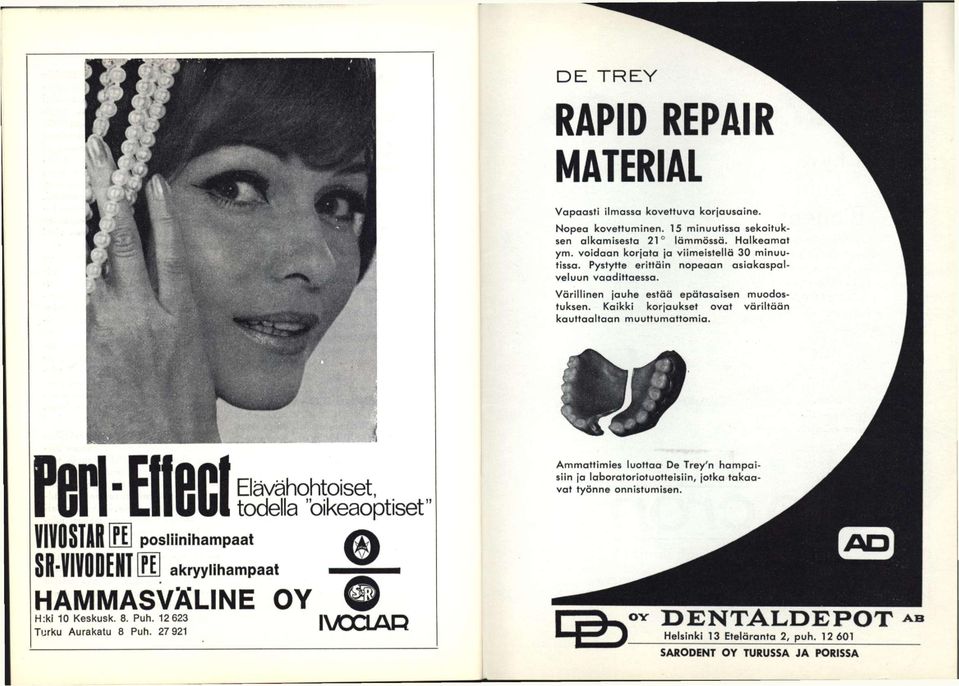 Perl-Effect
Elävähohtoiset,
todella "oikeaoptiset"
VIVOSTAR PE posliinihampaat
SR-VIVODENT PE akryylihampaat
HAMMASVÄLINE OY
H:ki 10 Keskusk. 8. Puh. 12 623
Turku Aurakatu 8 Puh. 27 921
S&R
IVOCLAR
DE TREY
RAPID REPAIR
MATERIAL
Vapaasti ilmassa kovettuva korjausaine.
Nopea kovettuminen. 15 minuutissa sekoituk-
sen alkamisesta 21° lämmössä. Halkeamat
ym. voidaan korjata ja viimeistellä 30 minuu-
tissa. Pystytte erittäin nopeaan asiakaspal-
veluun vaadittaessa.
Värillinen jauhe estää epätasaisen muodos-
tuksen. Kaikki korjaukset ovat väriltään
kauttaaltaan muuttumattomia.
Ammattimies luottaa De Trey'n hampai-
siin ja laboratoriotuotteisiin, jotka takaa-
vat työnne onnistumisen.
AD
OY DENTALDEPOT AB
Helsinki 13 Eteläranta 2, puh. 12 601
SARODENT OY TURUSSA JA PORISSA